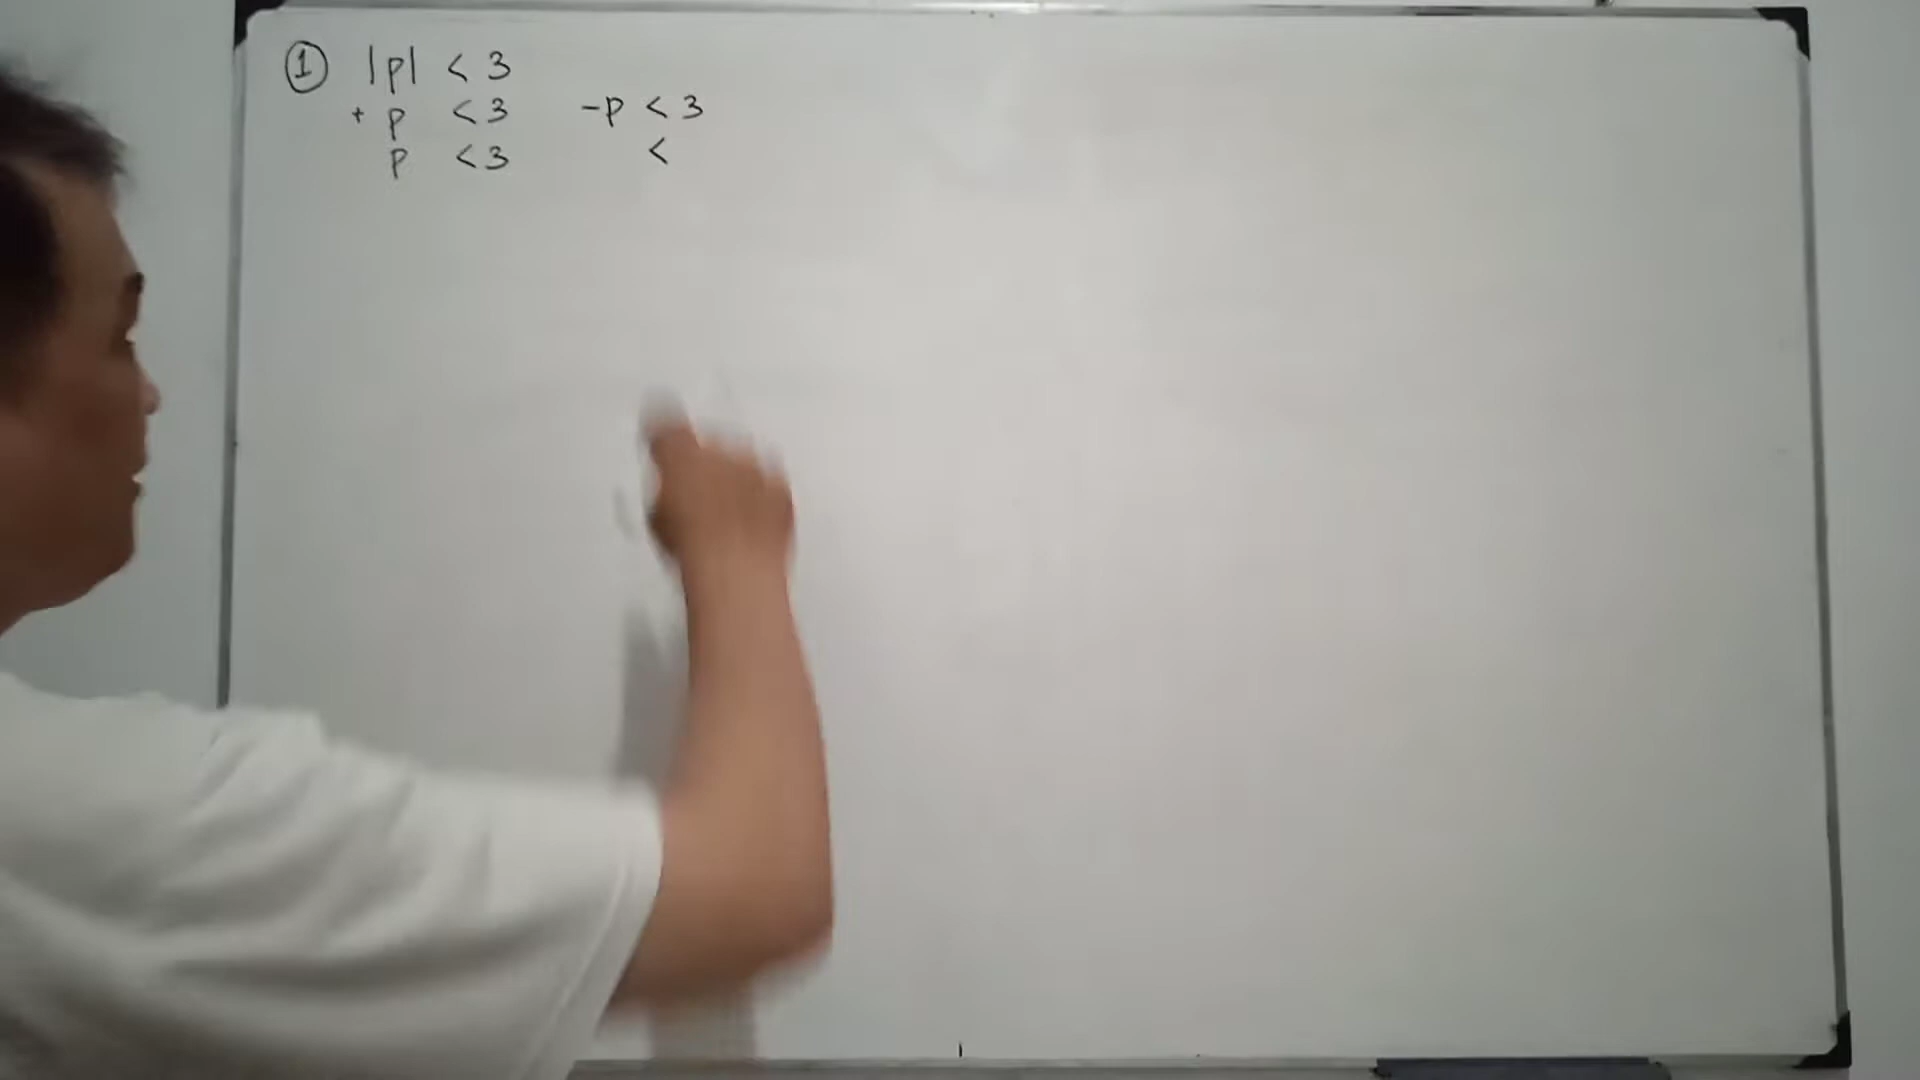 ① |p| < 3
+ p < 3 -p < 3
p < 3 <